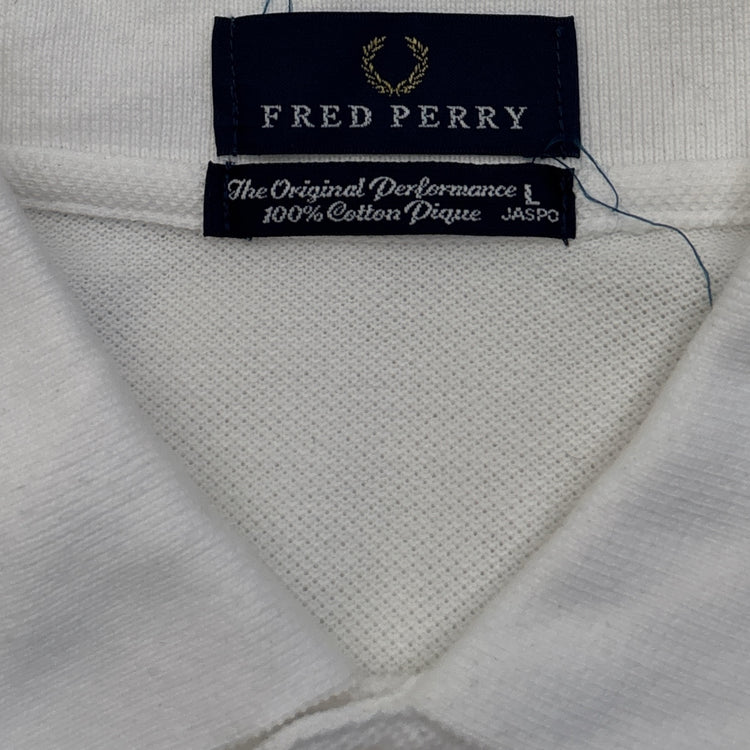 FRED PERRY
The Original Performance L
100% Cotton Pique JASPO